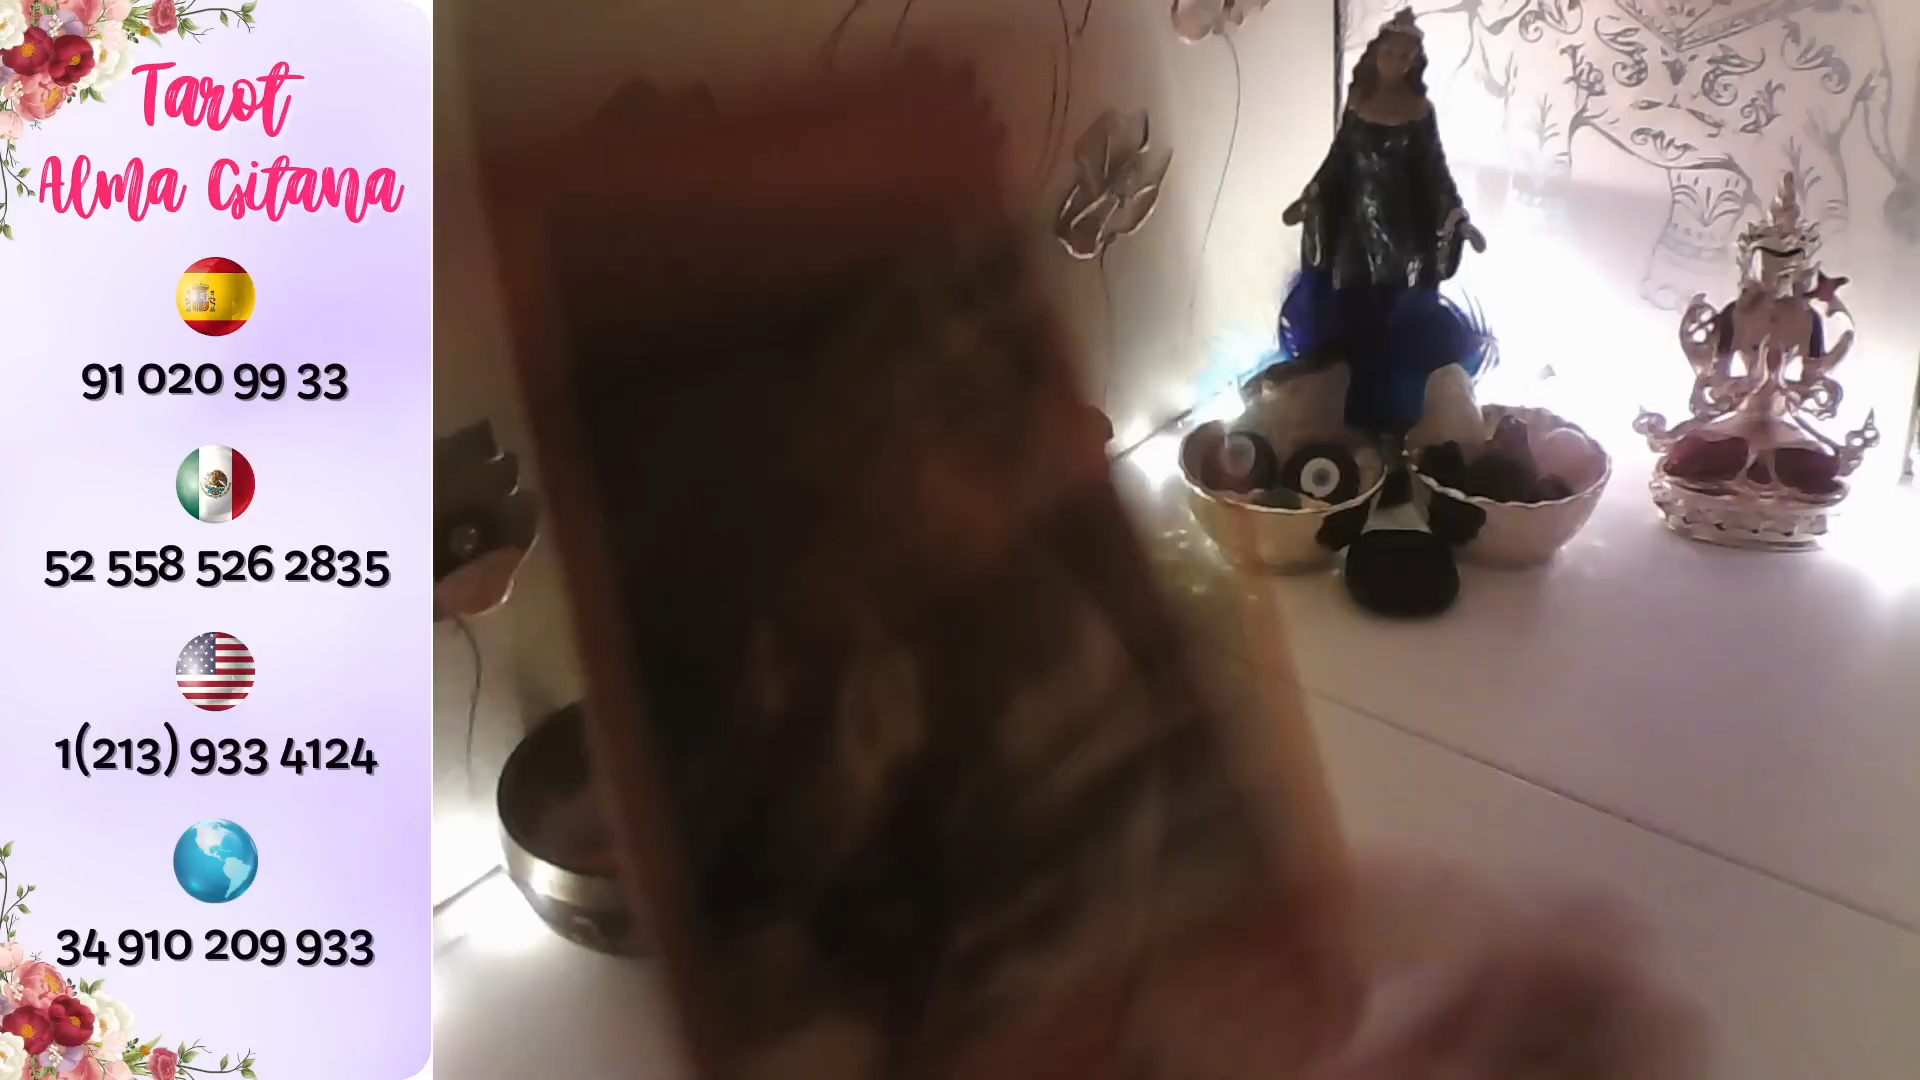 Tarot
Alma Gitana
91 020 99 33
52 558 526 2835
1(213) 933 4124
34 910 209 933